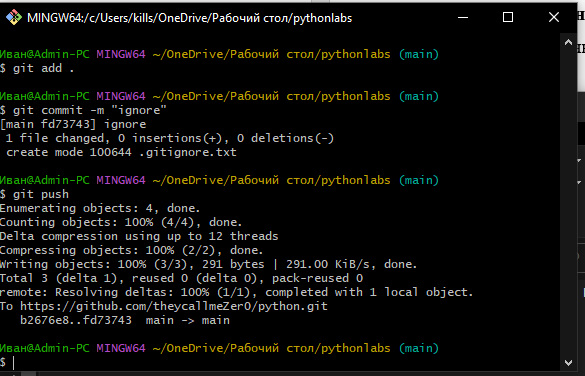 MINGW64:/c/Users/kills/OneDrive/Рабочий стол/pythonlabs
Иван@Admin-PC MINGW64 ~/OneDrive/Рабочий стол/pythonlabs (main)
$ git add .
Иван@Admin-PC MINGW64 ~/OneDrive/Рабочий стол/pythonlabs (main)
$ git commit -m "ignore"
[main fd73743] ignore
1 file changed, 0 insertions(+), 0 deletions(-)
create mode 100644 .gitignore.txt
Иван@Admin-PC MINGW64 ~/OneDrive/Рабочий стол/pythonlabs (main)
$ git push
Enumerating objects: 4, done.
Counting objects: 100% (4/4), done.
Delta compression using up to 12 threads
Compressing objects: 100% (2/2), done.
Writing objects: 100% (3/3), 291 bytes | 291.00 KiB/s, done.
Total 3 (delta 1), reused 0 (delta 0), pack-reused 0
remote: Resolving deltas: 100% (1/1), completed with 1 local object.
To https://github.com/theycallmeZer0/python.git
b2676e8..fd73743  main -> main
Иван@Admin-PC MINGW64 ~/OneDrive/Рабочий стол/pythonlabs (main)
$